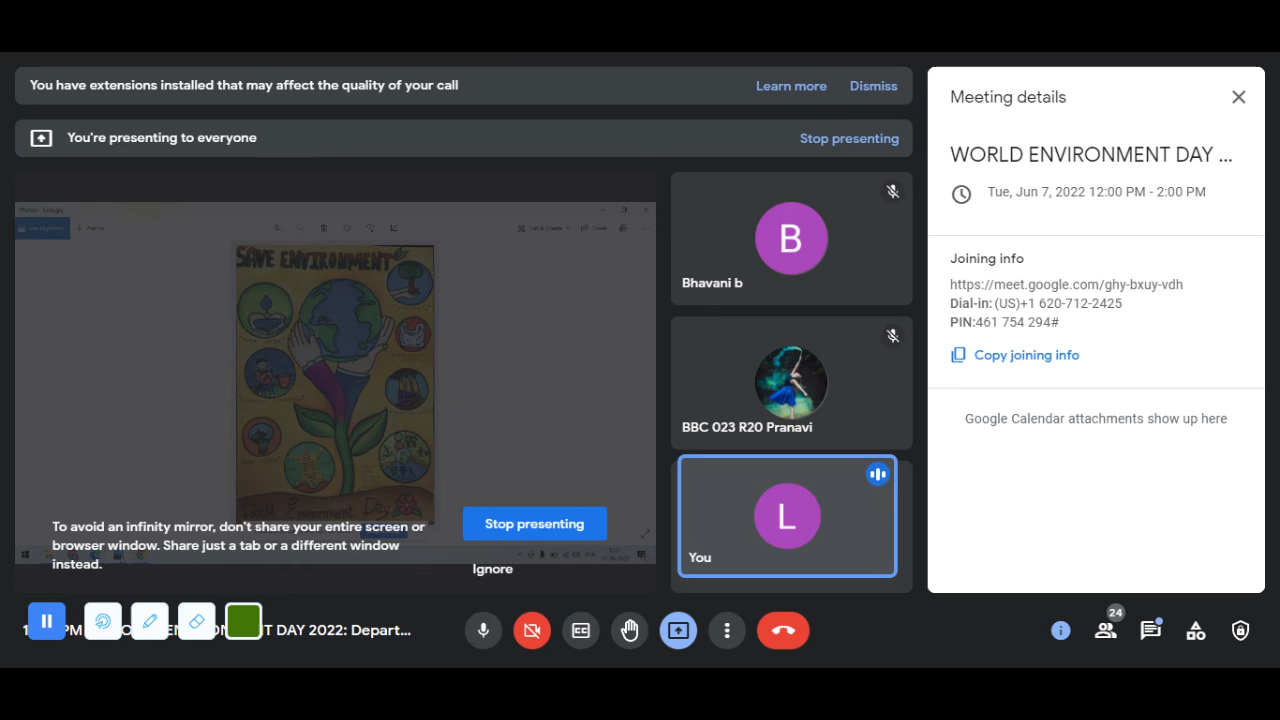 You have extensions installed that may affect the quality of your call
Learn more
Dismiss
You're presenting to everyone
Stop presenting
SAVE ENVIRONMENT
World Environment Day
To avoid an infinity mirror, don't share your entire screen or
browser window. Share just a tab or a different window
instead.
Stop presenting
Ignore
B
Bhavani b
BBC 023 R20 Pranavi
L
You
Meeting details
WORLD ENVIRONMENT DAY ...
Tue, Jun 7, 2022 12:00 PM - 2:00 PM
Joining info
https://meet.google.com/ghy-bxuy-vdh
Dial-in: (US)+1 620-712-2425
PIN:461 754 294#
Copy joining info
Google Calendar attachments show up here
T DAY 2022: Depart...
24